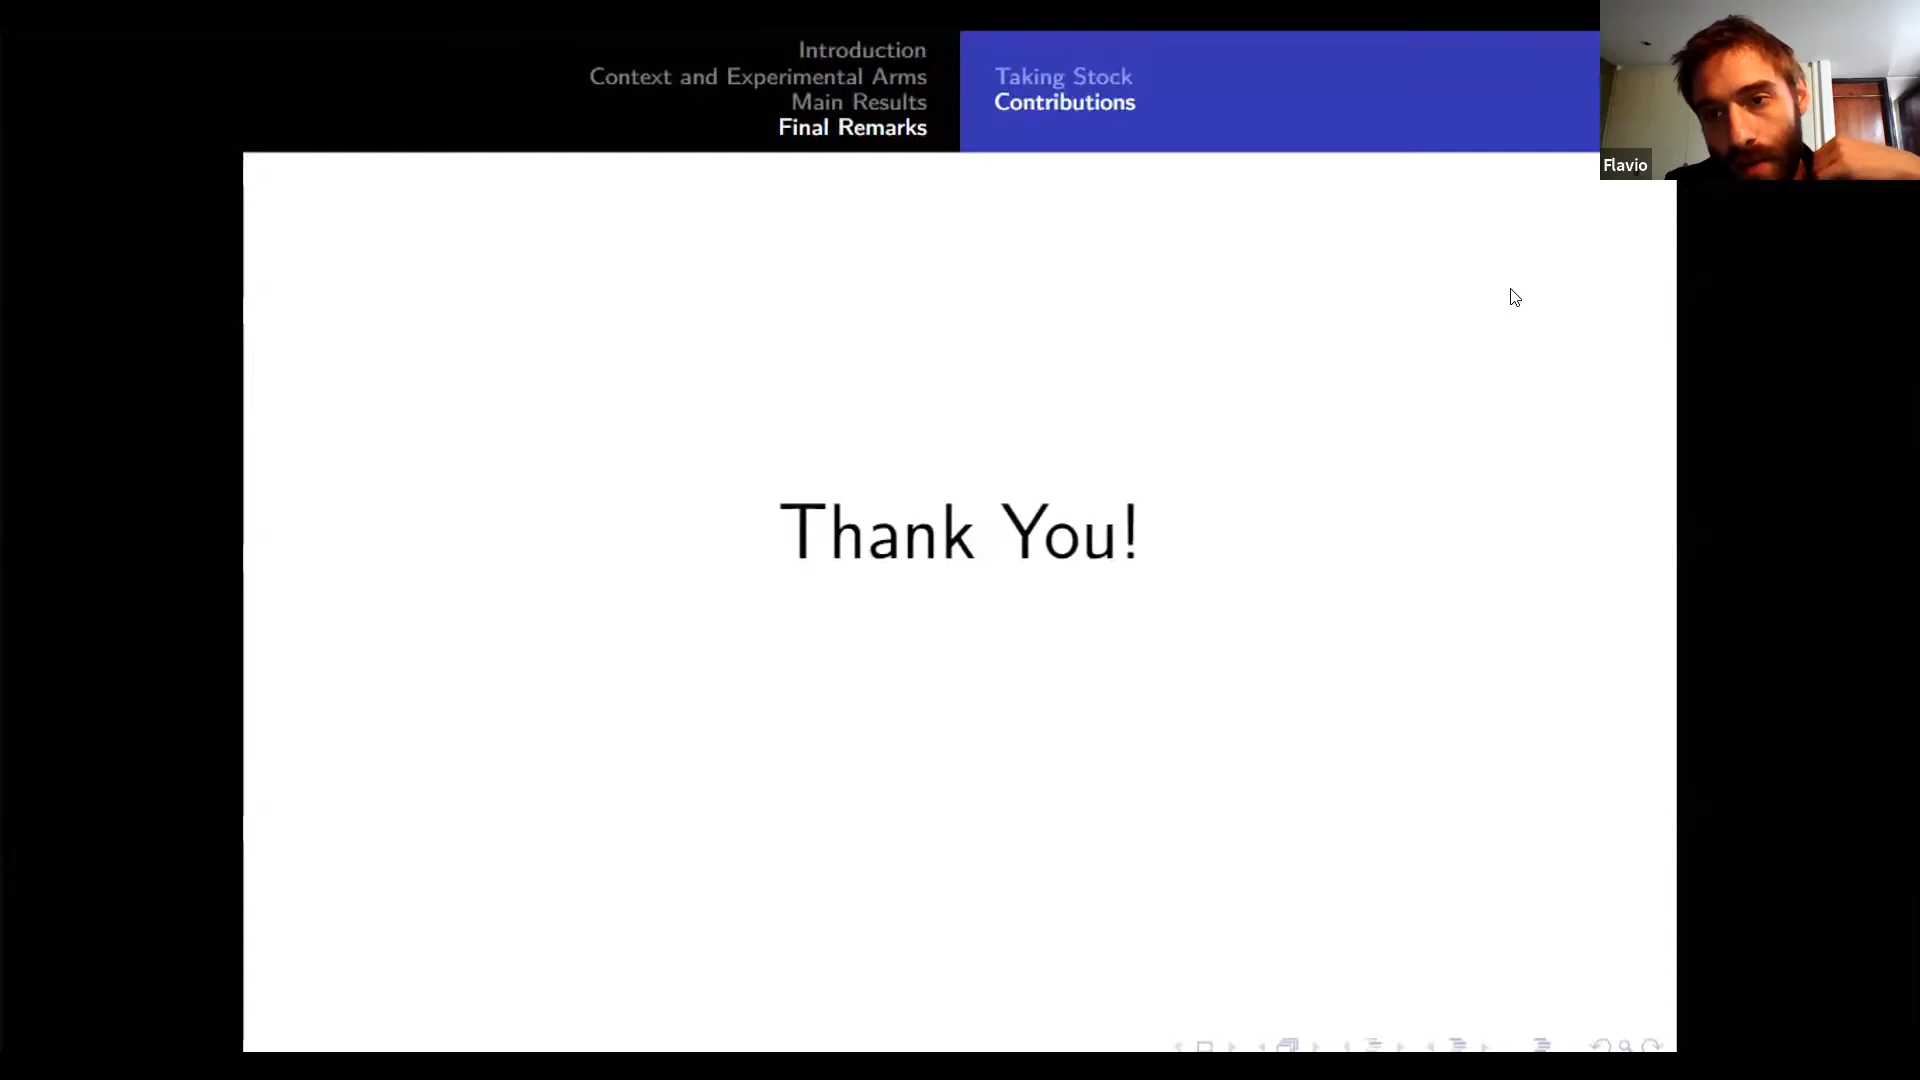 Introduction
Context and Experimental Arms
Main Results
Final Remarks
Taking Stock
Contributions
Flavio
Thank You!